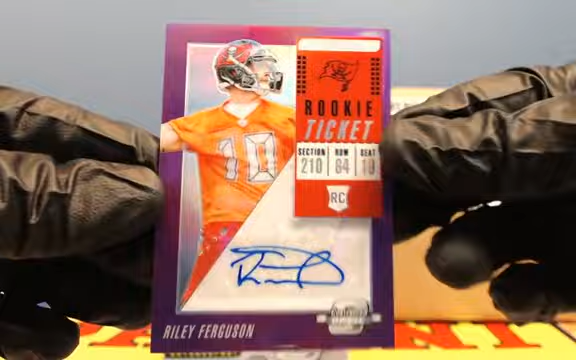 ROOKIE
TICKET
SECTION ROW SEAT
210 64 10
RC
10
RILEY FERGUSON